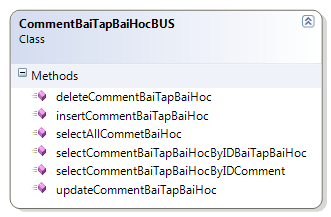 CommentBaiTapBaiHocBUS
Class
Methods
deleteCommentBaiTapBaiHoc
insertCommentBaiTapBaiHoc
selectAllCommetBaiHoc
selectCommentBaiTapBaiHocByIDBaiTapBaiHoc
selectCommentBaiTapBaiHocByIDComment
updateCommentBaiTapBaiHoc